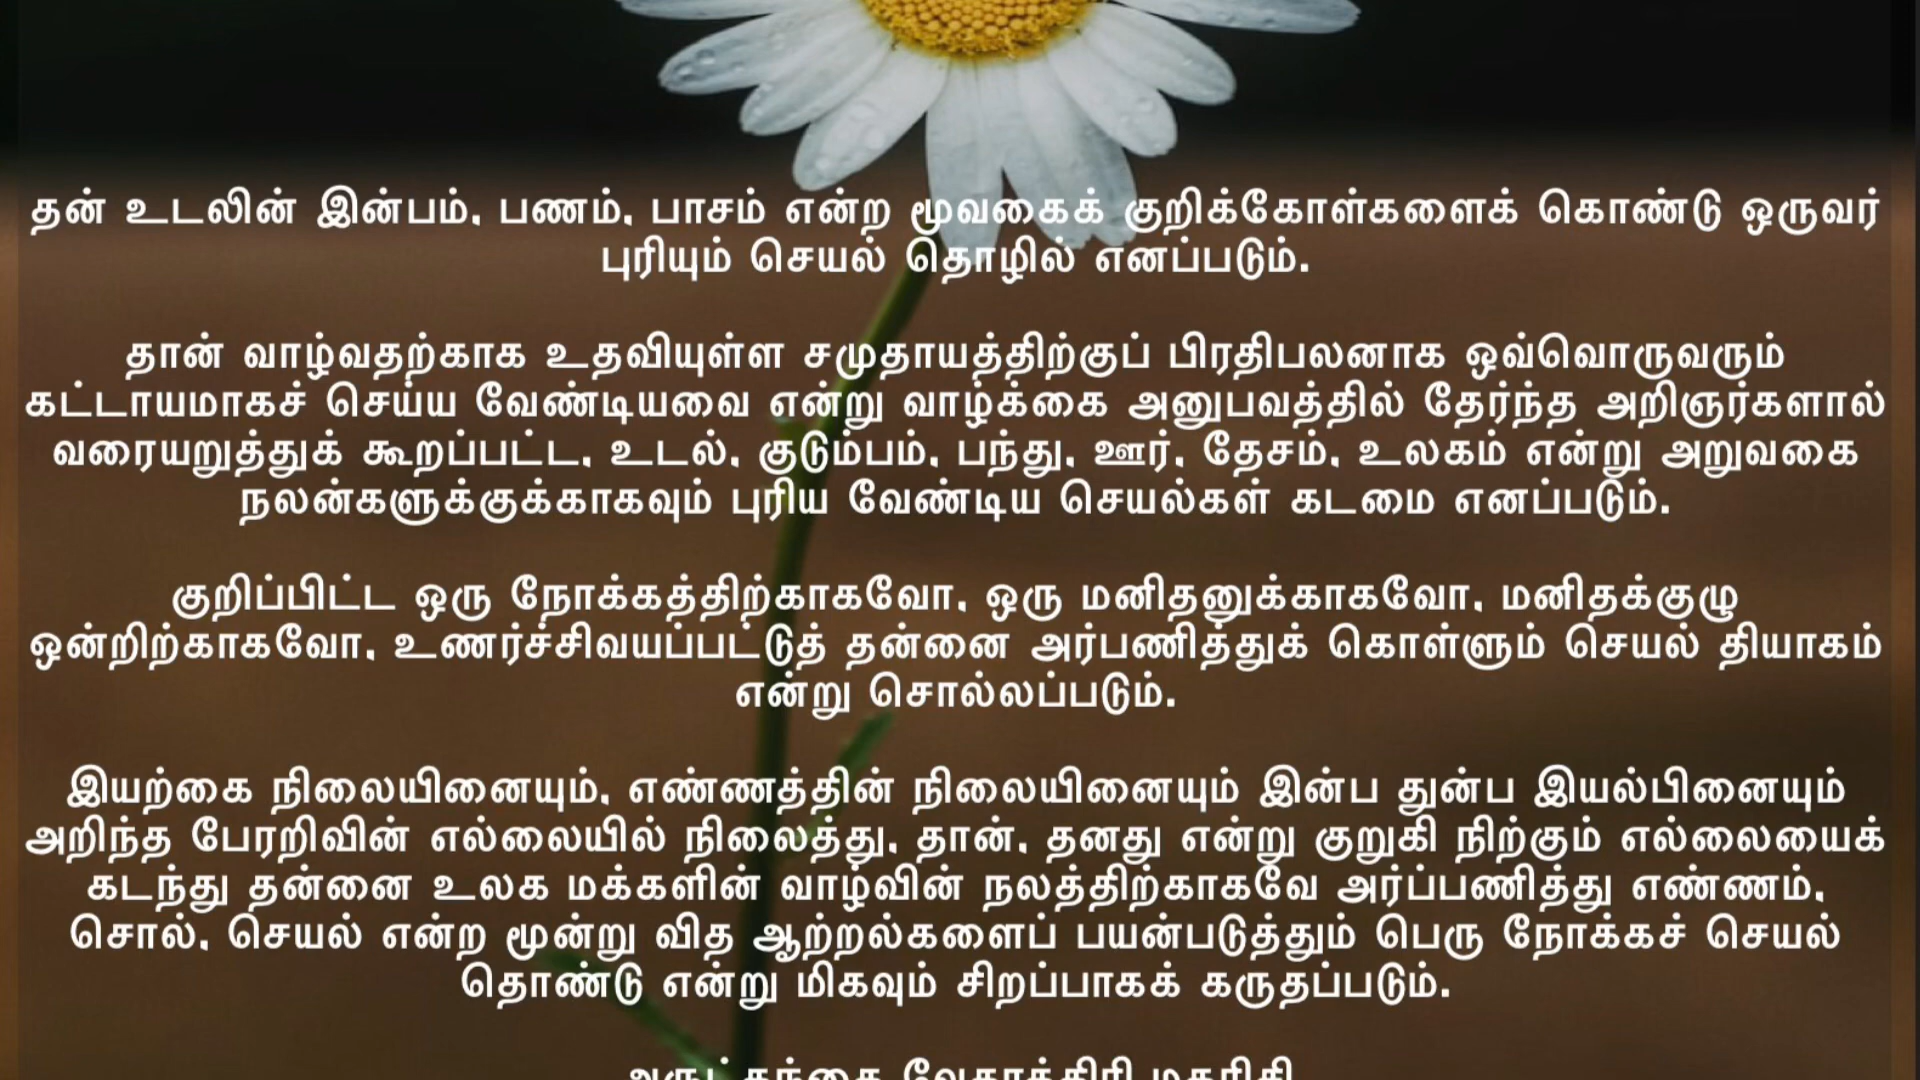 தன் உடலின் இன்பம், பணம், பாசம் என்ற மூவகைக் குறிக்கோள்களைக் கொண்டு ஒருவர்
புரியும் செயல் தொழில் எனப்படும்.
தான் வாழ்வதற்காக உதவியுள்ள சமுதாயத்திற்குப் பிரதிபலனாக ஒவ்வொருவரும்
கட்டாயமாகச் செய்ய வேண்டியவை என்று வாழ்க்கை அனுபவத்தில் தேர்ந்த அறிஞர்களால்
வரையறுத்துக் கூறப்பட்ட, உடல், குடும்பம், பந்து, ஊர், தேசம், உலகம் என்று அறுவகை
நலன்களுக்குக்காகவும் புரிய வேண்டிய செயல்கள் கடமை எனப்படும்.
குறிப்பிட்ட ஒரு நோக்கத்திற்காகவோ, ஒரு மனிதனுக்காகவோ, மனிதக்குழு
ஒன்றிற்காகவோ, உணர்ச்சிவயப்பட்டுத் தன்னை அர்பணித்துக் கொள்ளும் செயல் தியாகம்
என்று சொல்லப்படும்.
இயற்கை நிலையினையும், எண்ணத்தின் நிலையினையும் இன்ப துன்ப இயல்பினையும்
அறிந்த பேரறிவின் எல்லையில் நிலைத்து, தான், தனது என்று குறுகி நிற்கும் எல்லையைக்
கடந்து தன்னை உலக மக்களின் வாழ்வின் நலத்திற்காகவே அர்ப்பணித்து எண்ணம்,
சொல், செயல் என்ற மூன்று வித ஆற்றல்களைப் பயன்படுத்தும் பெரு நோக்கச் செயல்
தொண்டு என்று மிகவும் சிறப்பாகக் கருதப்படும்.